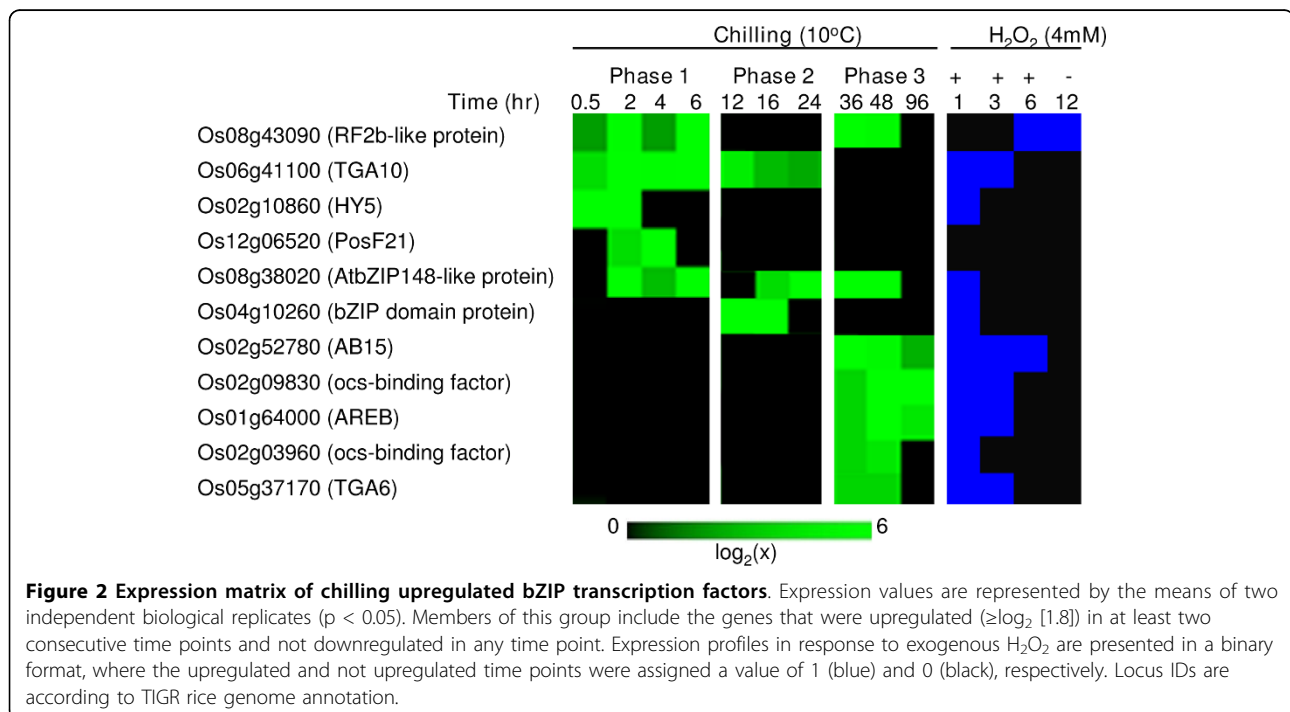 Chilling (10°C) H₂O₂ (4mM)
Phase 1 Phase 2 Phase 3 + + + -
Time (hr) 0.5 2 4 6 12 16 24 36 48 96 1 3 6 12
Os08g43090 (RF2b-like protein)
Os06g41100 (TGA10)
Os02g10860 (HY5)
Os12g06520 (PosF21)
Os08g38020 (AtbZIP148-like protein)
Os04g10260 (bZIP domain protein)
Os02g52780 (AB15)
Os02g09830 (ocs-binding factor)
Os01g64000 (AREB)
Os02g03960 (ocs-binding factor)
Os05g37170 (TGA6)
0 6
log₂(x)
Figure 2 Expression matrix of chilling upregulated bZIP transcription factors. Expression values are represented by the means of two
independent biological replicates (p < 0.05). Members of this group include the genes that were upregulated (≥log₂ [1.8]) in at least two
consecutive time points and not downregulated in any time point. Expression profiles in response to exogenous H₂O₂ are presented in a binary
format, where the upregulated and not upregulated time points were assigned a value of 1 (blue) and 0 (black), respectively. Locus IDs are
according to TIGR rice genome annotation.